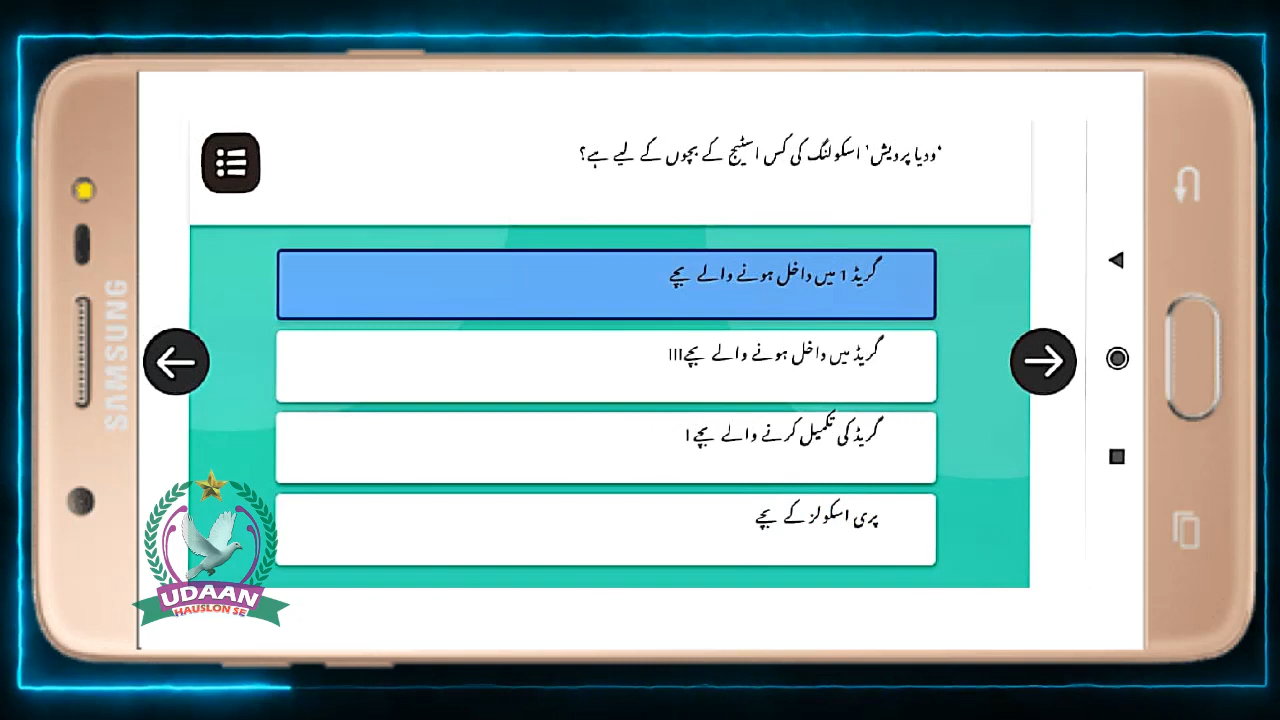 'ودیا پرویش' اسکولنگ کی کس اسٹیج کے بچوں کے لیے ہے؟
گریڈ 1 میں داخل ہونے والے بچے
گریڈ میں داخل ہونے والے بچےIII
گریڈ کی تکمیل کرنے والے بچے I
پری اسکولز کے بچے
SAMSUNG
UDAAN
HAUSLON SE